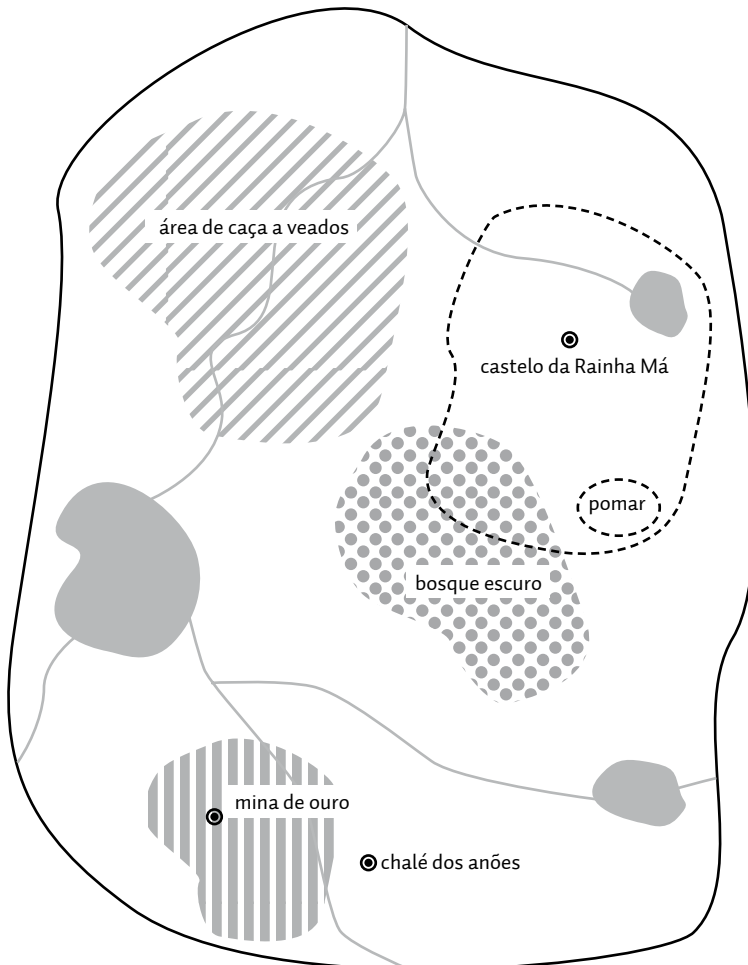 área de caça a veados
castelo da Rainha Má
pomar
bosque escuro
mina de ouro
chalé dos anões